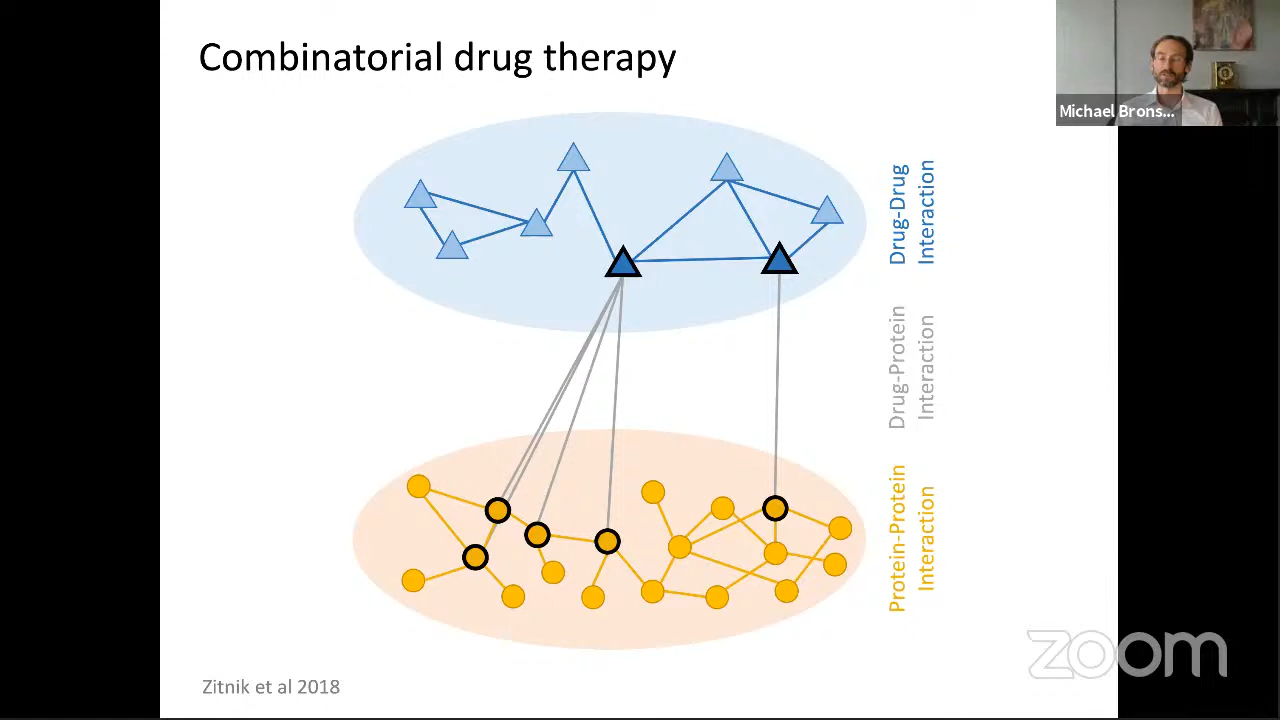 Combinatorial drug therapy
Michael Brons...
Drug-Drug
Interaction
Drug-Protein
Interaction
Protein-Protein
Interaction
Zitnik et al 2018
zoom